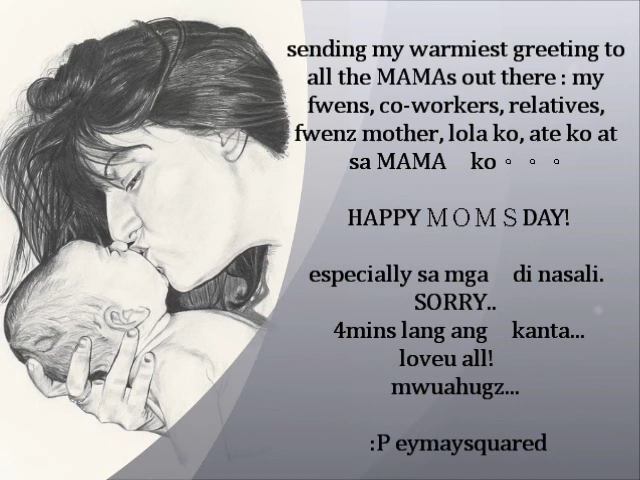 sending my warmiest greeting to
all the MAMAs out there : my
fwens, co-workers, relatives,
fwenz mother, lola ko, ate ko at
sa MAMA ko 。 。 。
HAPPY M O M S DAY!
especially sa mga di nasali.
SORRY..
4mins lang ang kanta...
loveu all!
mwuahugz...
:P eymaysquared